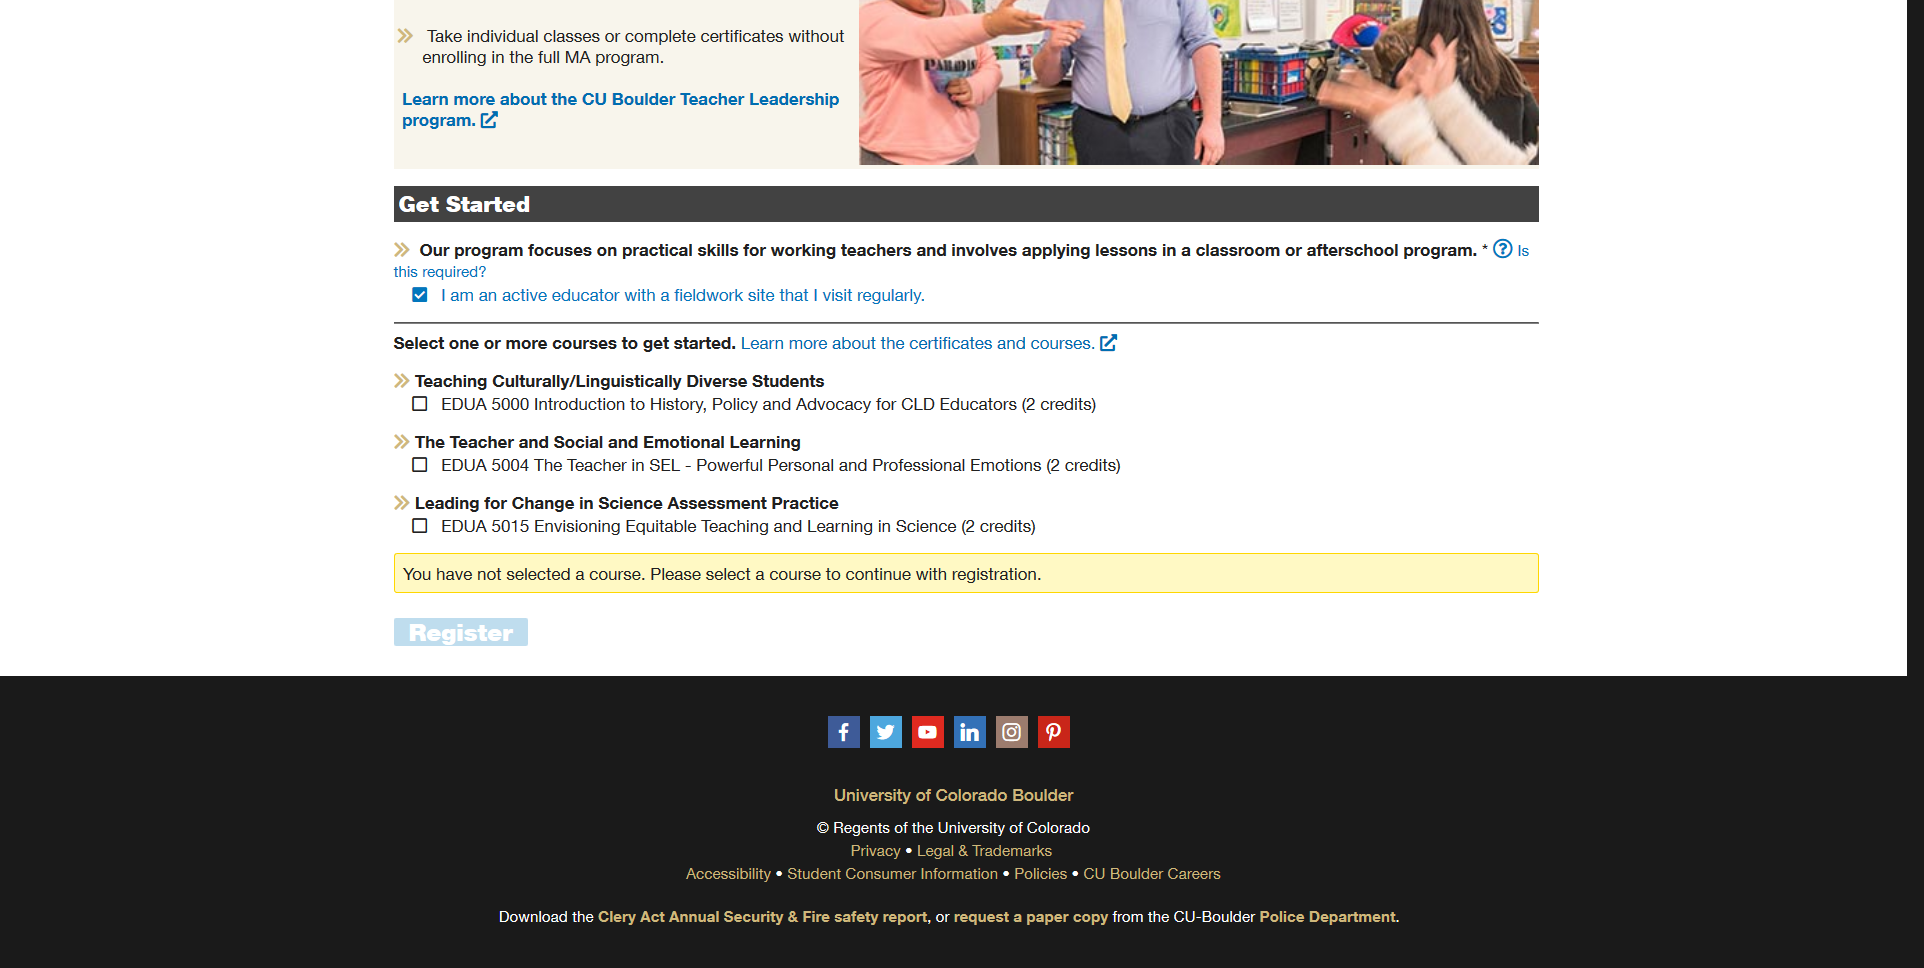 Take individual classes or complete certificates without
enrolling in the full MA program.
Learn more about the CU Boulder Teacher Leadership
program.
Get Started
Our program focuses on practical skills for working teachers and involves applying lessons in a classroom or afterschool program. * Is
this required?
I am an active educator with a fieldwork site that I visit regularly.
Select one or more courses to get started. Learn more about the certificates and courses.
Teaching Culturally/Linguistically Diverse Students
EDUA 5000 Introduction to History, Policy and Advocacy for CLD Educators (2 credits)
The Teacher and Social and Emotional Learning
EDUA 5004 The Teacher in SEL - Powerful Personal and Professional Emotions (2 credits)
Leading for Change in Science Assessment Practice
EDUA 5015 Envisioning Equitable Teaching and Learning in Science (2 credits)
You have not selected a course. Please select a course to continue with registration.
Register
University of Colorado Boulder
© Regents of the University of Colorado
Privacy • Legal & Trademarks
Accessibility • Student Consumer Information • Policies • CU Boulder Careers
Download the Clery Act Annual Security & Fire safety report, or request a paper copy from the CU-Boulder Police Department.